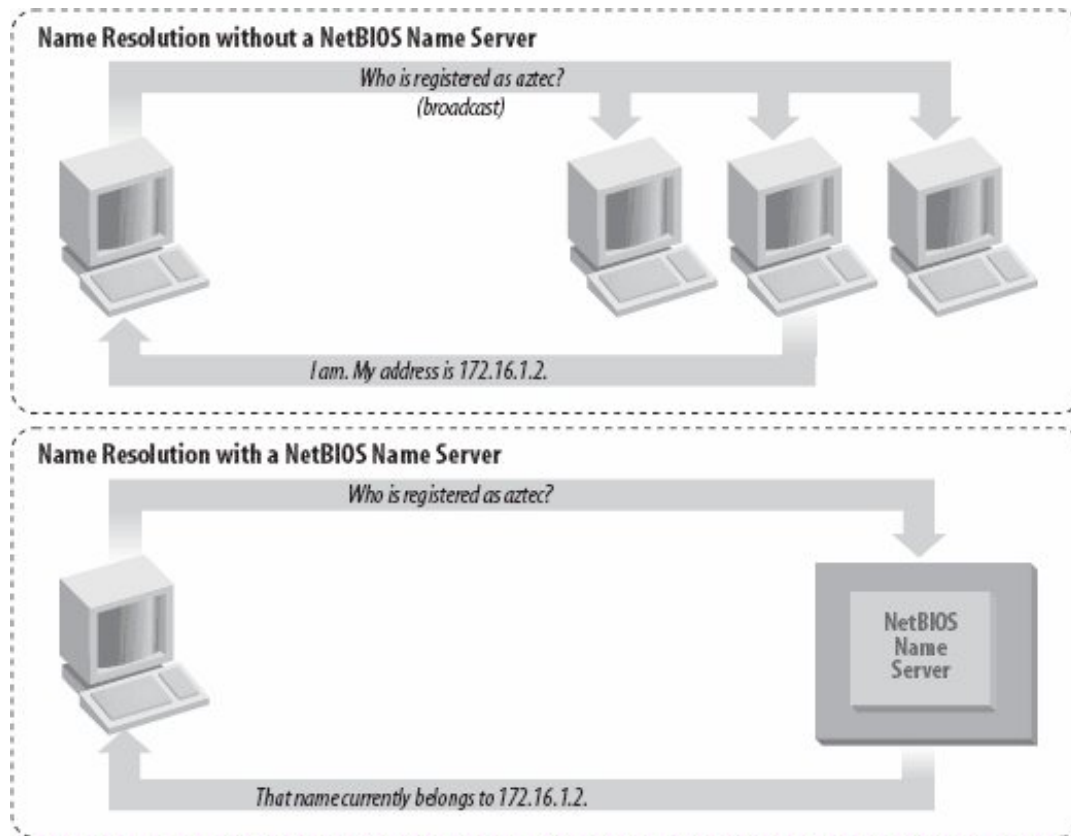 Name Resolution without a NetBIOS Name Server
Who is registered as aztec?
(broadcast)
I am. My address is 172.16.1.2.
Name Resolution with a NetBIOS Name Server
Who is registered as aztec?
NetBIOS
Name
Server
That name currently belongs to 172.16.1.2.